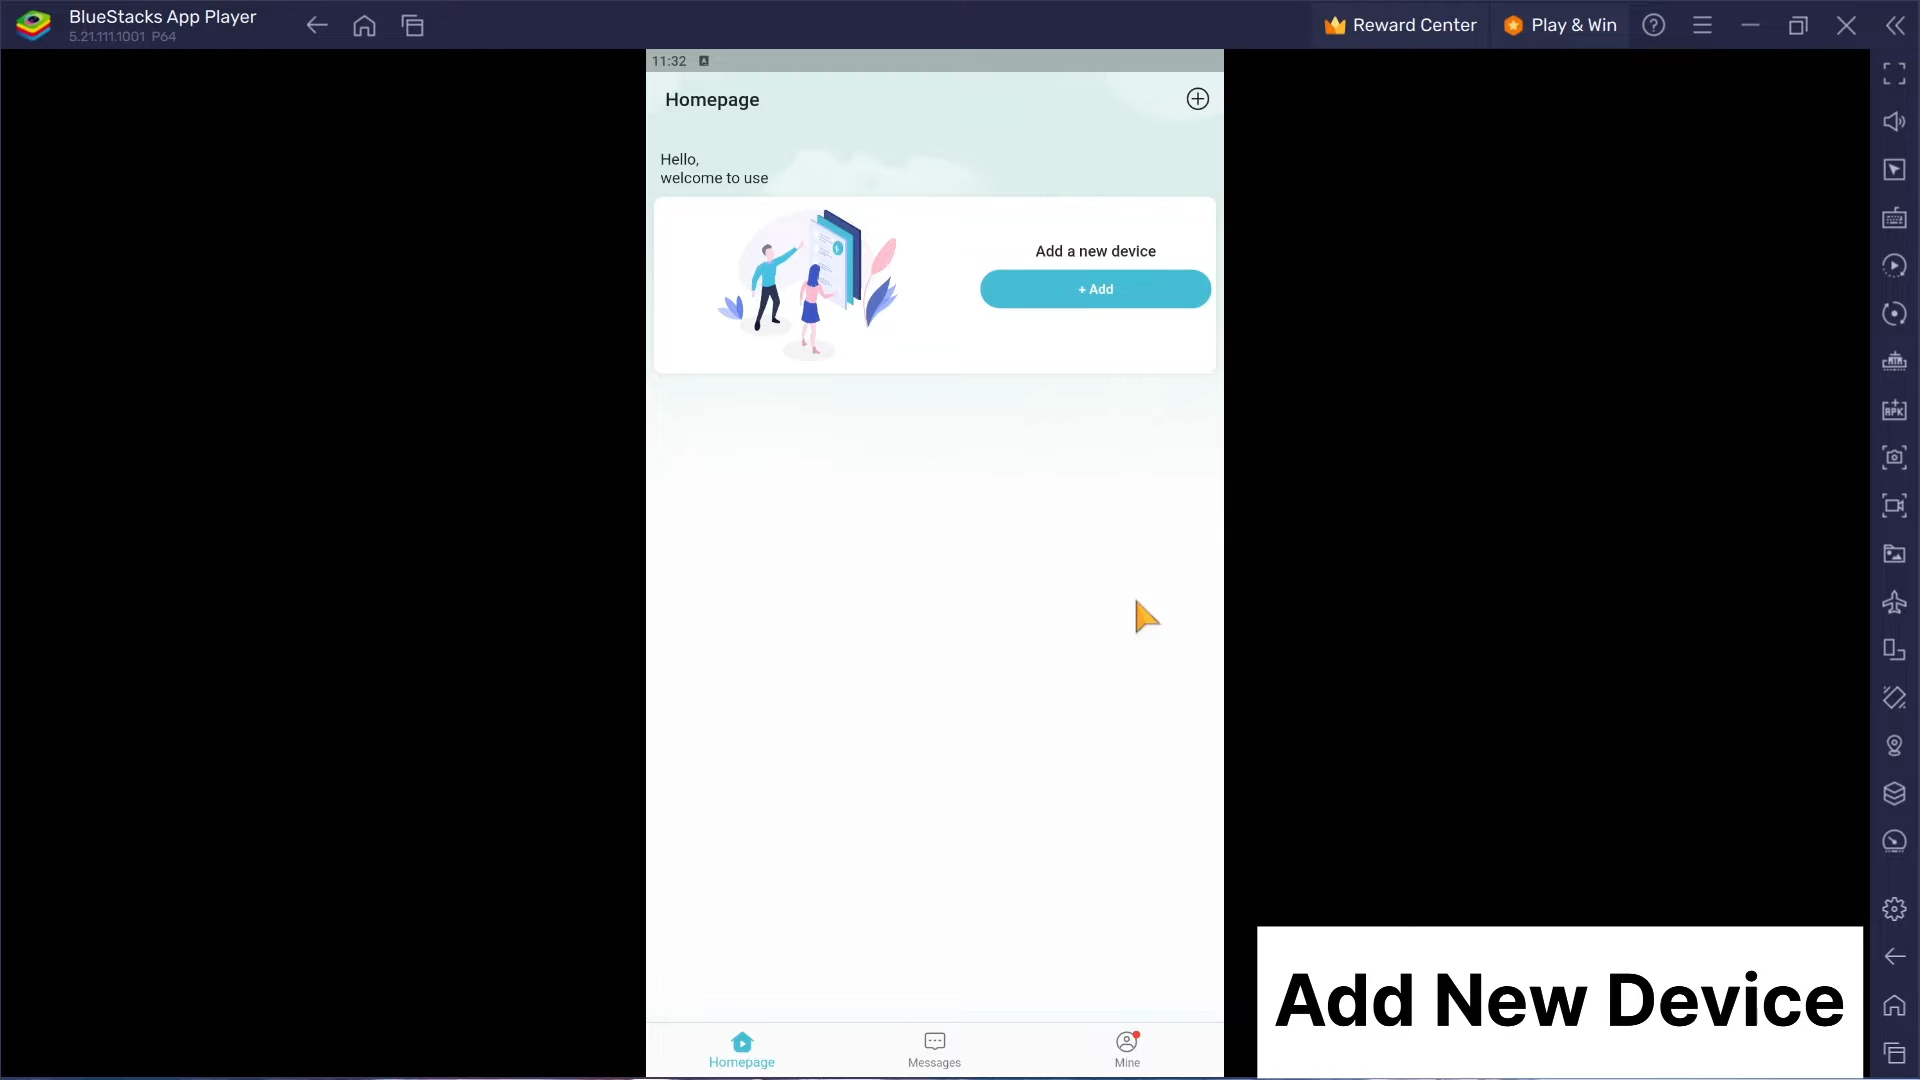 BlueStacks App Player
5.21.111.1001 P64
Reward Center
Play & Win
11:32
Homepage
Hello,
welcome to use
Add a new device
+ Add
APK
Homepage
Messages
Mine
Add New Device